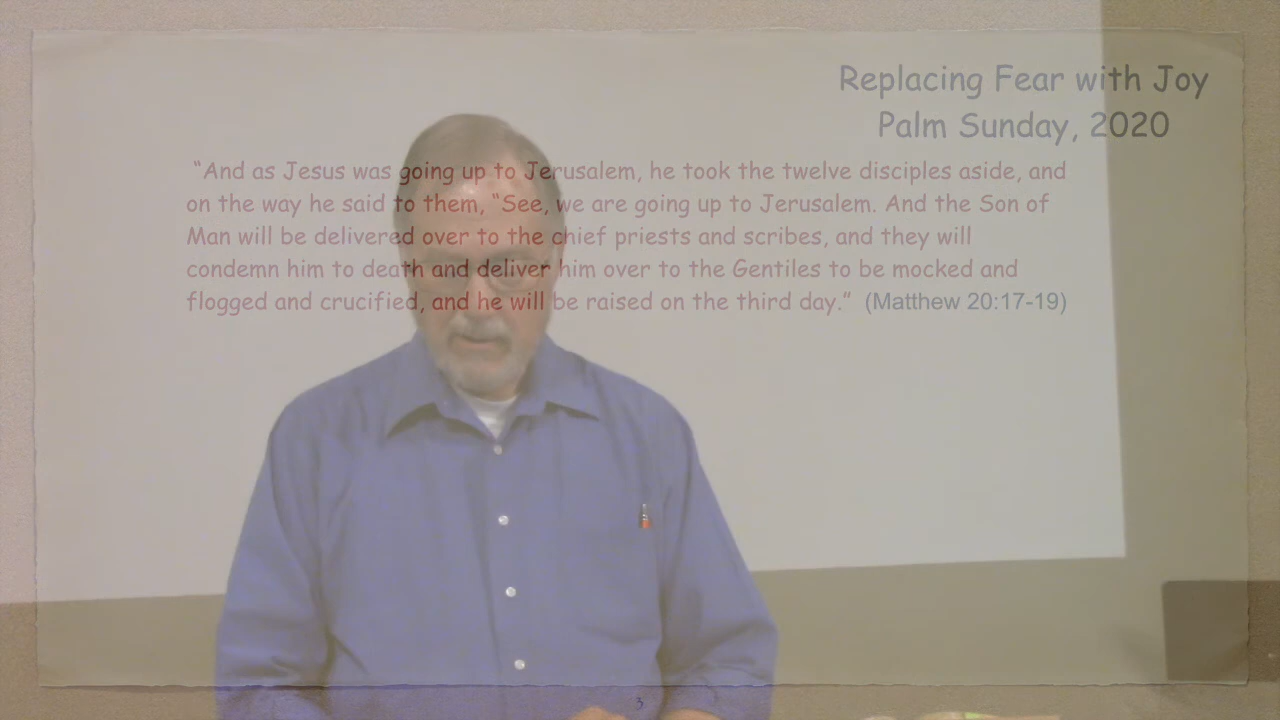 Replacing Fear with Joy
Palm Sunday, 2020
“And as Jesus was going up to Jerusalem, he took the twelve disciples aside, and
on the way he said to them, “See, we are going up to Jerusalem. And the Son of
Man will be delivered over to the chief priests and scribes, and they will
condemn him to death and deliver him over to the Gentiles to be mocked and
flogged and crucified, and he will be raised on the third day.” (Matthew 20:17-19)
3